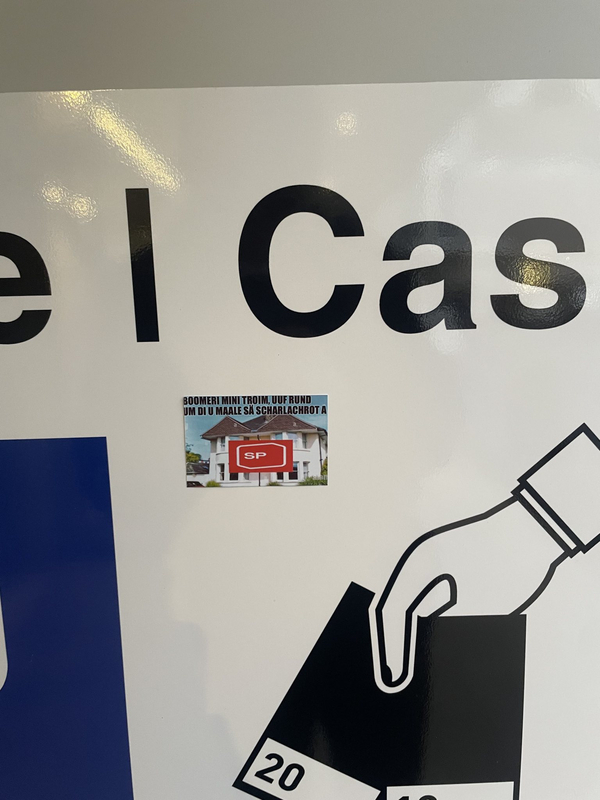 e | Cas
BOOMERI MINI TROIM, UUF RUND
UM DI U MAALE SÄ SCHARLACHROT A
SP
20